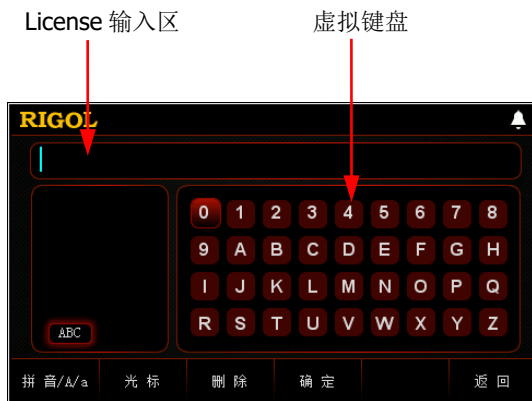 License 输入区 虚拟键盘
RIGOL
0 1 2 3 4 5 6 7 8
9 A B C D E F G H
I J K L M N O P Q
R S T U V W X Y Z
ABC
拼音/A/a 光标 删除 确定 返回